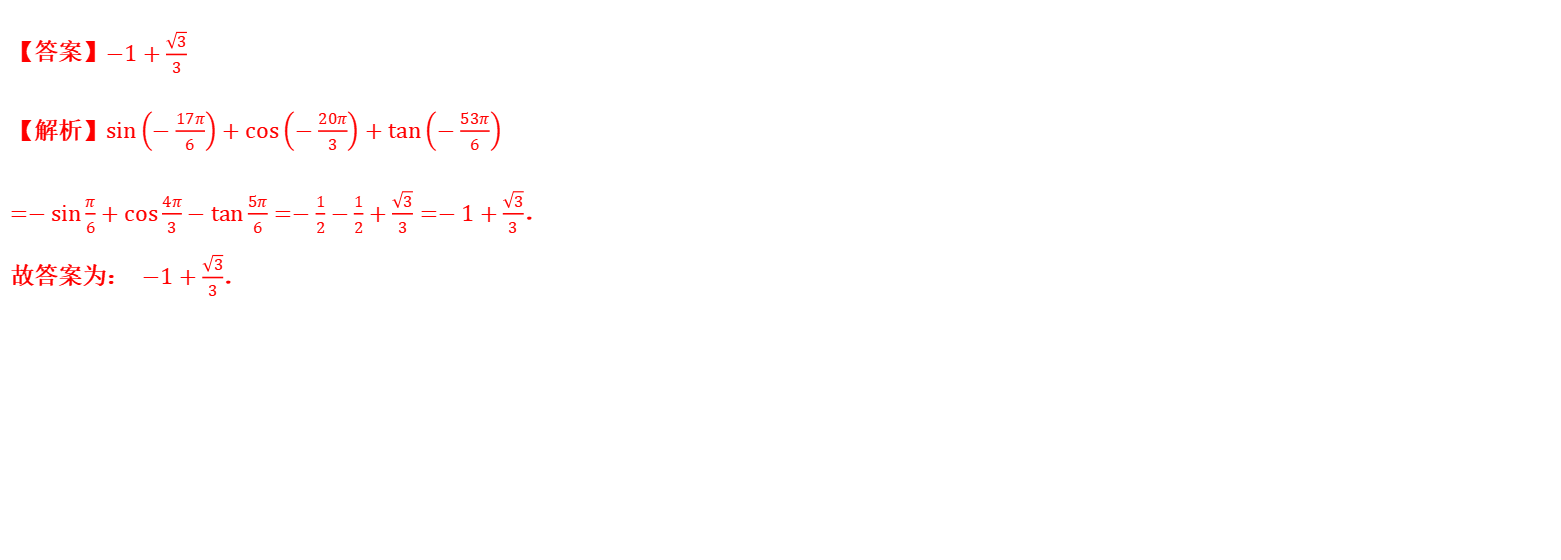 【答案】−1 + √3/3
【解析】sin(− 17π/6) + cos(− 20π/3) + tan(− 53π/6)
=− sin π/6 + cos 4π/3 − tan 5π/6 =− 1/2 − 1/2 + √3/3 =− 1 + √3/3.
故答案为： −1 + √3/3.